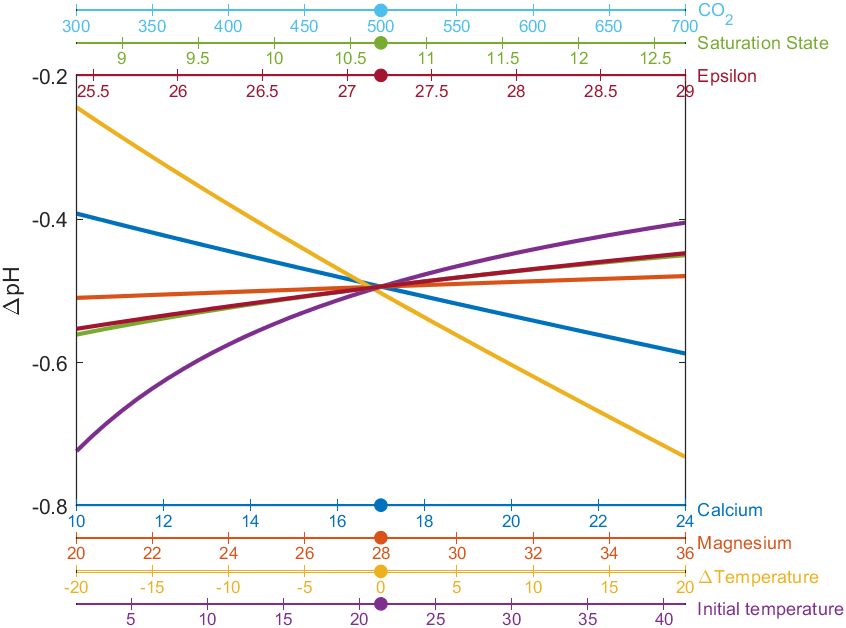 300 350 400 450 500 550 600 650 700 CO2
9 9.5 10 10.5 11 11.5 12 12.5 Saturation State
-0.2 25.5 26 26.5 27 27.5 28 28.5 29 Epsilon
-0.4
ΔpH
-0.6
-0.8
10 12 14 16 18 20 22 24 Calcium
20 22 24 26 28 30 32 34 36 Magnesium
-20 -15 -10 -5 0 5 10 15 20 ΔTemperature
5 10 15 20 25 30 35 40 Initial temperature